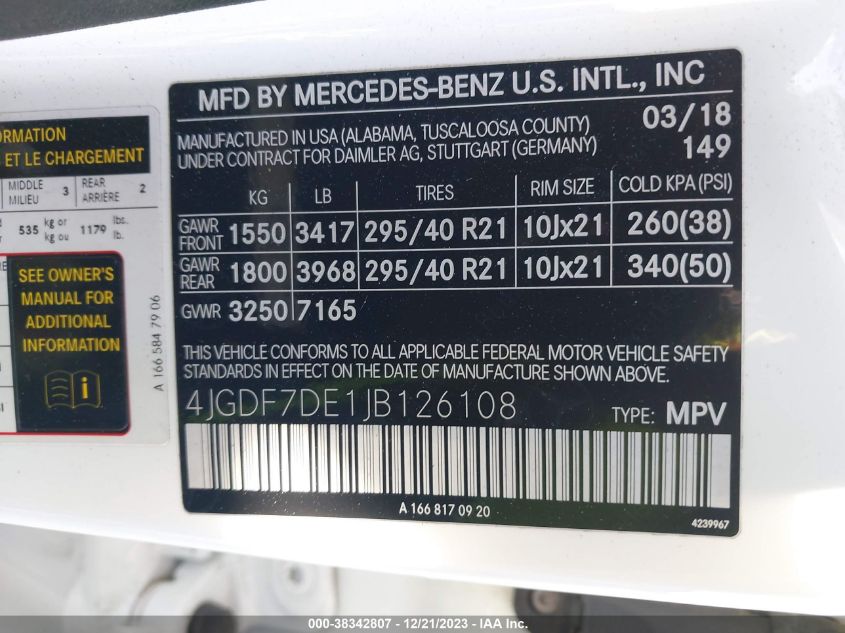 ORMATION
ET LE CHARGEMENT
MIDDLE MILIEU 3 REAR ARRIÈRE 2
535 kg or kg ou 1179 lbs. lb.
SEE OWNER'S
MANUAL FOR
ADDITIONAL
INFORMATION
A 166 584 79 06
MFD BY MERCEDES-BENZ U.S. INTL., INC
MANUFACTURED IN USA (ALABAMA, TUSCALOOSA COUNTY) 03/18
UNDER CONTRACT FOR DAIMLER AG, STUTTGART (GERMANY) 149
KG LB TIRES RIM SIZE COLD KPA (PSI)
GAWR FRONT 1550 3417 295/40 R21 10Jx21 260(38)
GAWR REAR 1800 3968 295/40 R21 10Jx21 340(50)
GVWR 3250 7165
THIS VEHICLE CONFORMS TO ALL APPLICABLE FEDERAL MOTOR VEHICLE SAFETY
STANDARDS IN EFFECT ON THE DATE OF MANUFACTURE SHOWN ABOVE.
4JGDF7DE1JB126108 TYPE: MPV
A 166 817 09 20
4239967
000-38342807 - 12/21/2023 - IAA Inc.